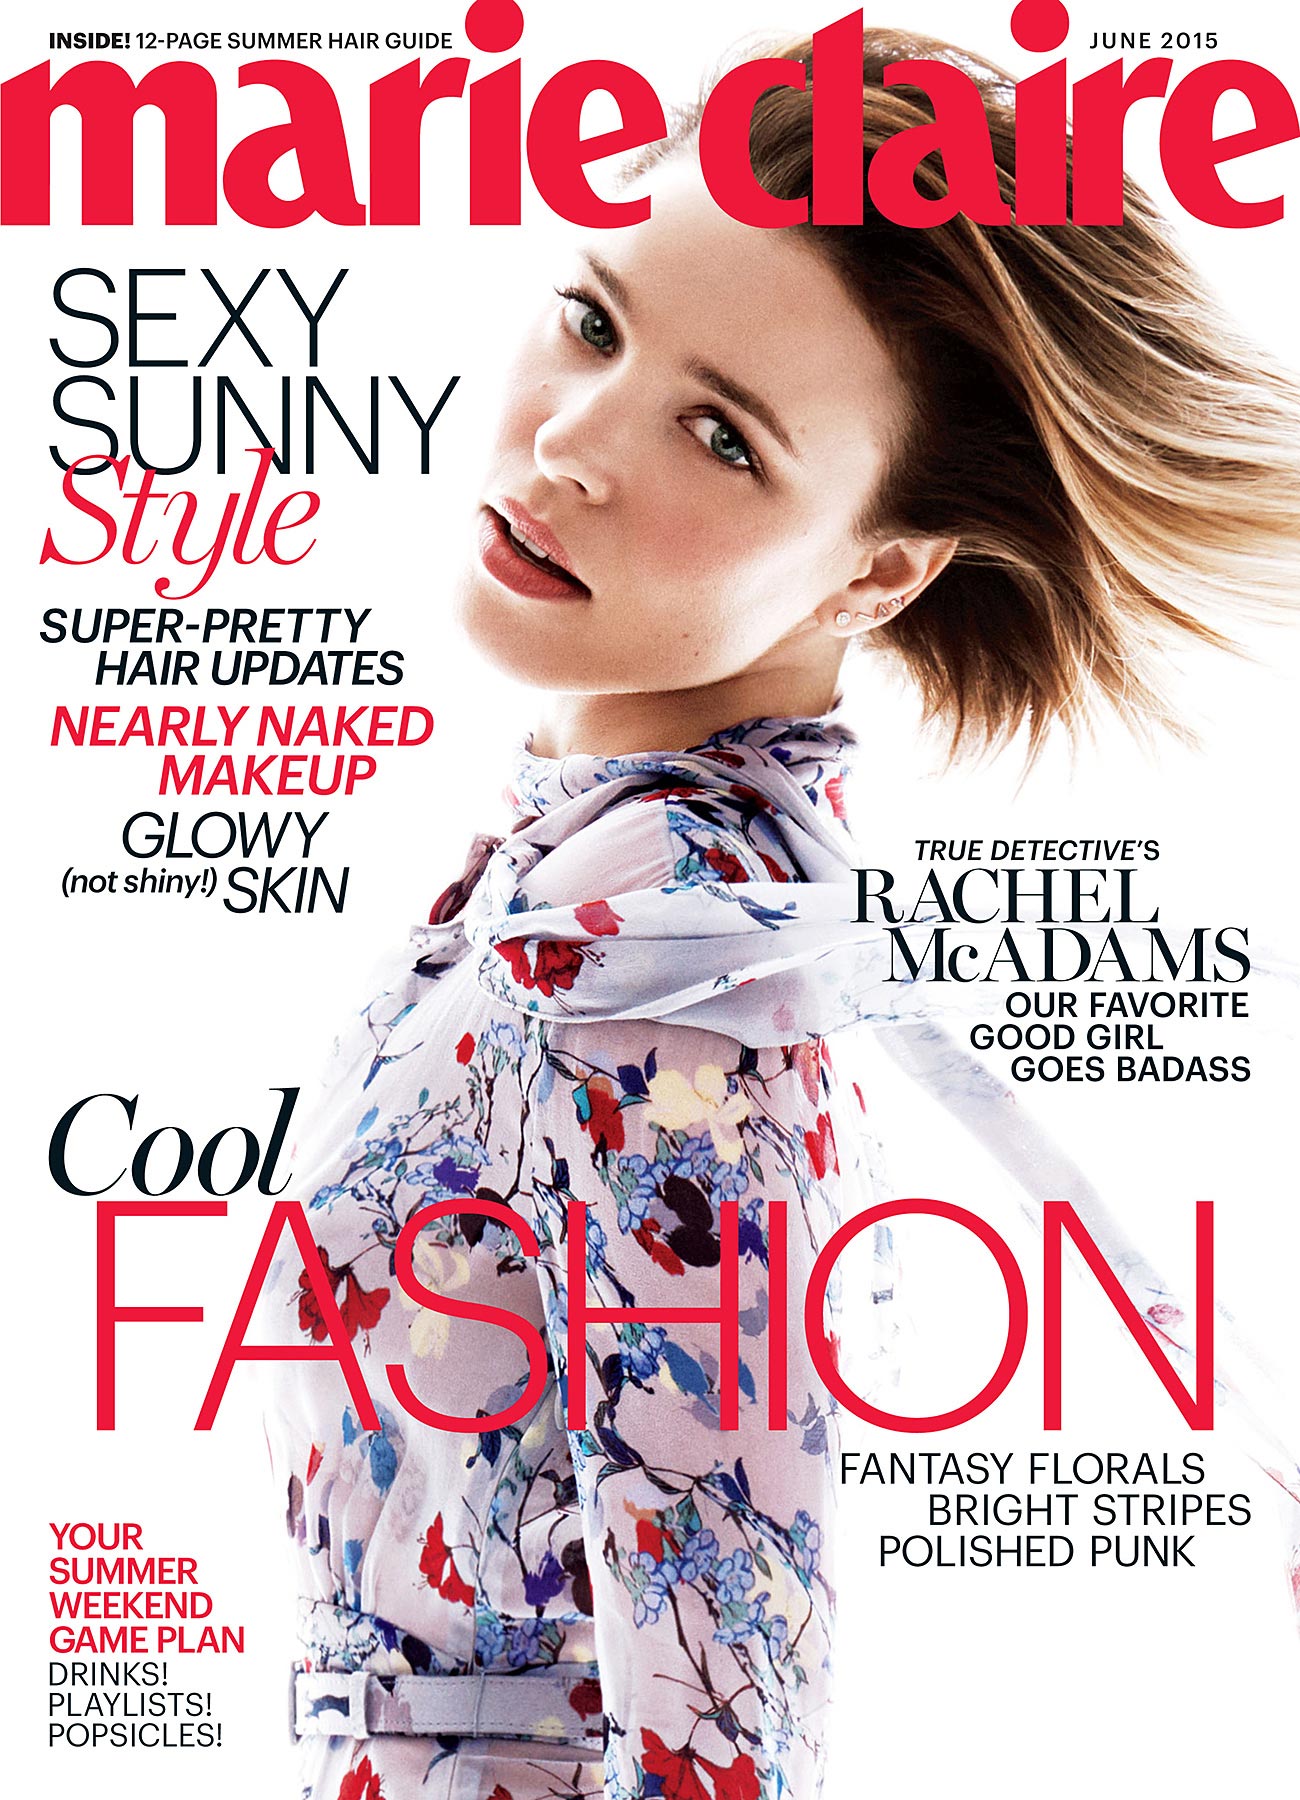 INSIDE! 12-PAGE SUMMER HAIR GUIDE
JUNE 2015
marie claire
SEXY
SUNNY
Style
SUPER-PRETTY
HAIR UPDATES
NEARLY NAKED
MAKEUP
GLOWY
(not shiny!) SKIN
TRUE DETECTIVE'S
RACHEL
McADAMS
OUR FAVORITE
GOOD GIRL
GOES BADASS
Cool
FASHION
FANTASY FLORALS
BRIGHT STRIPES
POLISHED PUNK
YOUR
SUMMER
WEEKEND
GAME PLAN
DRINKS!
PLAYLISTS!
POPSICLES!